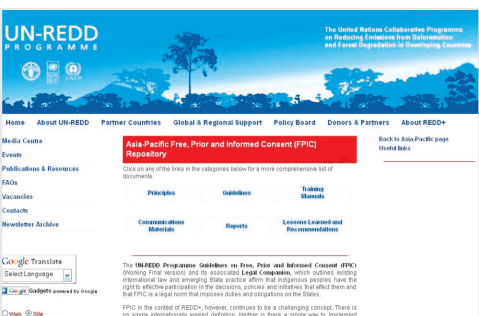 UN-REDD
PROGRAMME
The United Nations Collaborative Programme
on Reducing Emissions from Deforestation
and Forest Degradation in Developing Countries
Home About UN-REDD Partner Countries Global & Regional Support Policy Board Donors & Partners About REDD+
Media Centre
Events
Publications & Resources
FAQs
Vacancies
Contacts
Newsletter Archive
Asia-Pacific Free, Prior and Informed Consent (FPIC)
Repository
Click on any of the links in the categories below for a more comprehensive list of
documents.
Principles Guidelines Training
Manuals
Communications
Materials
Reports
Lessons Learned and
Recommendations
Back to Asia-Pacific page
Useful links
Google Translate
Select Language
Google Gadgets powered by Google
Web Site
The UN-REDD Programme Guidelines on Free, Prior and Informed Consent (FPIC)
(Working Final version) and its associated Legal Companion, which outlines existing
international law and emerging State practice affirm that indigenous peoples have the
right to effective participation in the decisions, policies and initiatives that affect them and
that FPIC is a legal norm that imposes duties and obligations on the States.
FPIC in the context of REDD+, however, continues to be a challenging concept. There is
no single internationally agreed definition. Neither is there a single way to implement